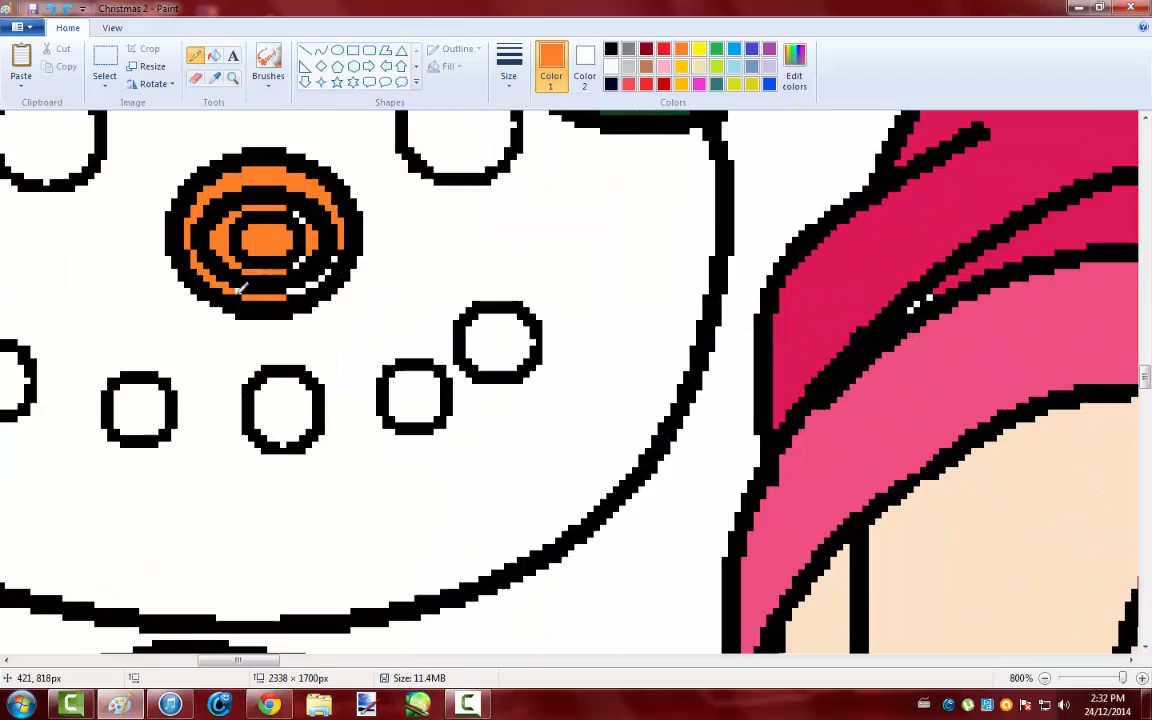 Christmas 2 - Paint
Home
View
Paste
Cut
Copy
Clipboard
Select
Crop
Resize
Rotate
Image
A
Tools
Brushes
Outline
Fill
Shapes
Size
Color
1
Color
2
Edit
colors
Colors
421, 818px
2338 × 1700px
Size: 11.4MB
800%
2:32 PM
24/12/2014